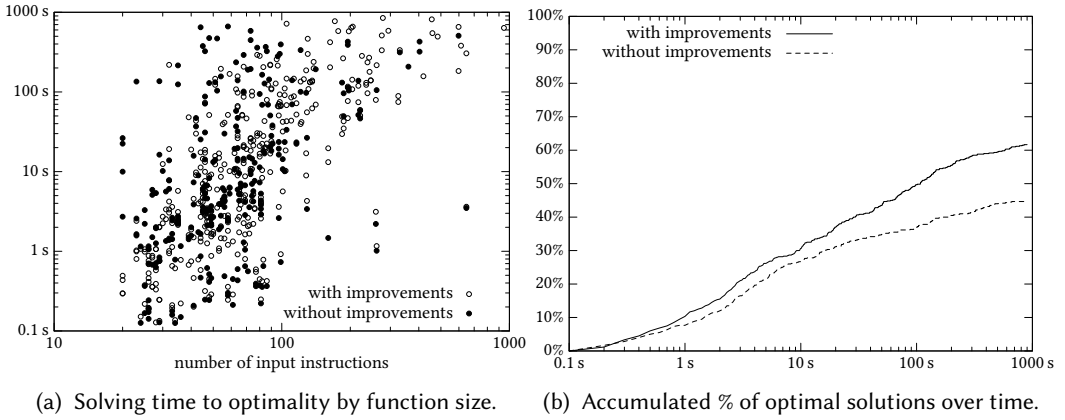 1000 s
100 s
10 s
1 s
0.1 s
10
100
1000
with improvements
without improvements
number of input instructions
(a) Solving time to optimality by function size.
100%
90%
80%
70%
60%
50%
40%
30%
20%
10%
0%
0.1 s
1 s
10 s
100 s
1000 s
with improvements
without improvements
(b) Accumulated % of optimal solutions over time.